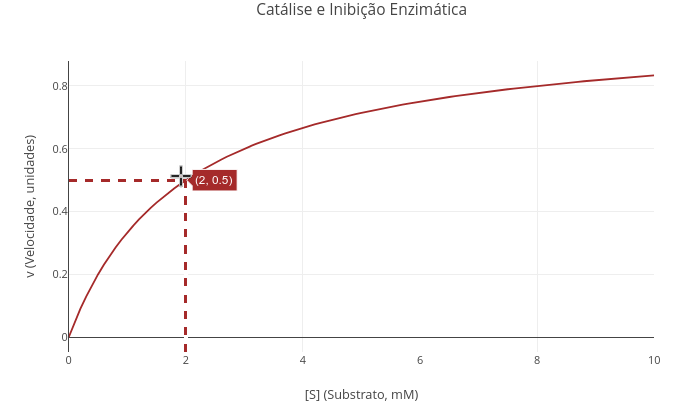 Catálise e Inibição Enzimática
v (Velocidade, unidades)
0.8
0.6
0.4
0.2
0
(2, 0.5)
0 2 4 6 8 10
[S] (Substrato, mM)